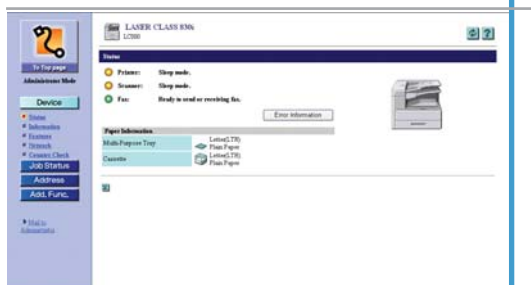 To Top page
Administrator Mode
Device
Status
Information
Features
Network
Counter Check
Job Status
Address
Add. Func.
Mail to
Administrator
LASER CLASS 830i
LC830i
Status
Printer: Sleep mode.
Scanner: Sleep mode.
Fax: Ready to send or receiving fax.
Error Information
Paper Information
Multi-Purpose Tray
Letter(LTR)
Plain Paper
Cassette
Letter(LTR)
Plain Paper